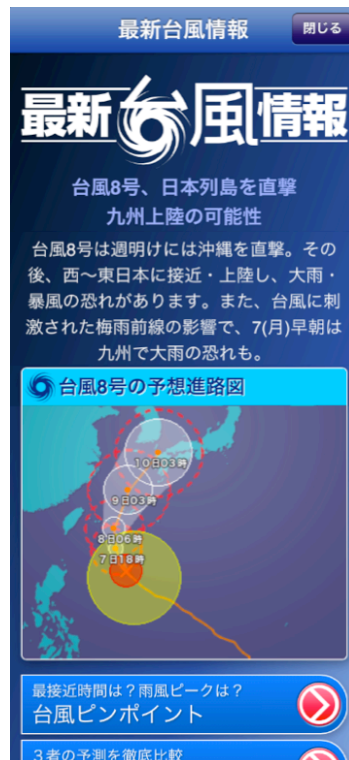 最新台風情報
閉じる
最新台風情報
台風8号、日本列島を直撃
九州上陸の可能性
台風8号は週明けには沖縄を直撃。その
後、西〜東日本に接近・上陸し、大雨・
暴風の恐れがあります。また、台風に刺
激された梅雨前線の影響で、7(月)早朝は
九州で大雨の恐れも。
台風8号の予想進路図
10日03時
9日03時
8日06時
7日18時
最接近時間は？雨風ピークは？
台風ピンポイント
３者の予測を徹底比較